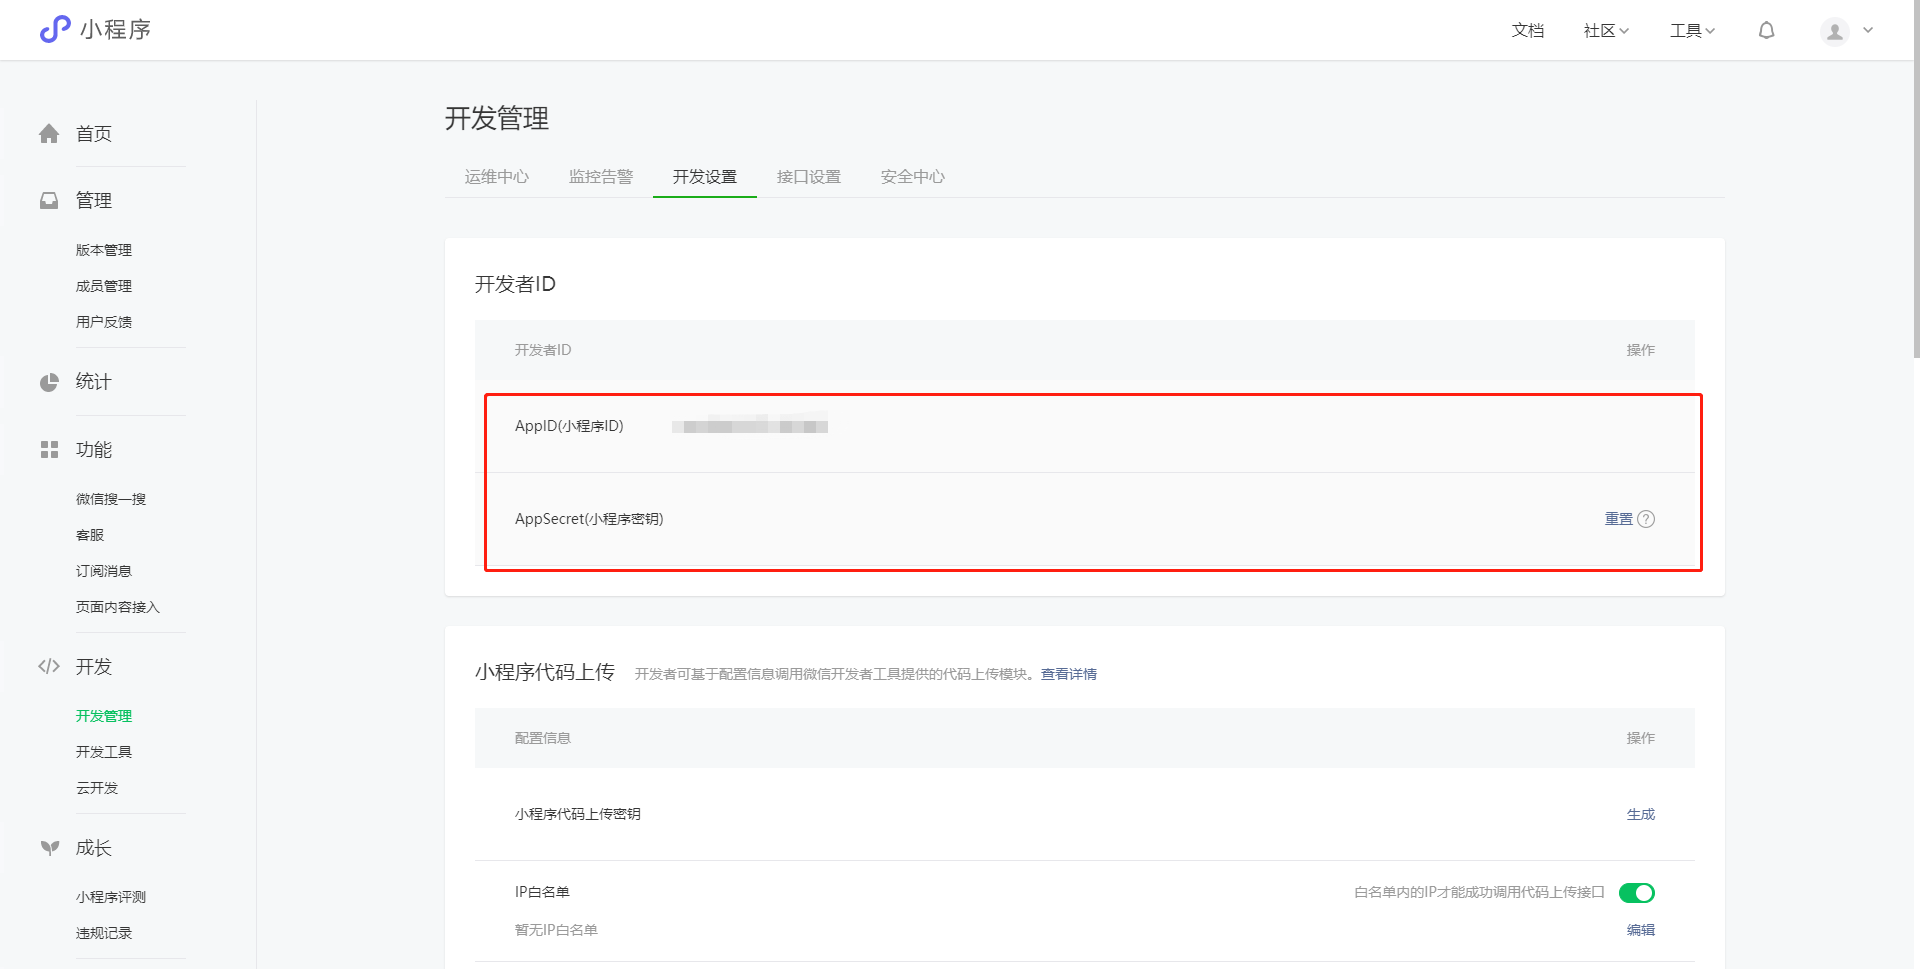 小程序
文档 社区 工具
首页
管理
版本管理
成员管理
用户反馈
统计
功能
微信搜一搜
客服
订阅消息
页面内容接入
开发
开发管理
开发工具
云开发
成长
小程序评测
违规记录
开发管理
运维中心 监控告警 开发设置 接口设置 安全中心
开发者ID
开发者ID 操作
AppID(小程序ID)
AppSecret(小程序密钥) 重置 ?
小程序代码上传 开发者可基于配置信息调用微信开发者工具提供的代码上传模块。查看详情
配置信息 操作
小程序代码上传密钥 生成
IP白名单 白名单内的IP才能成功调用代码上传接口
暂无IP白名单 编辑